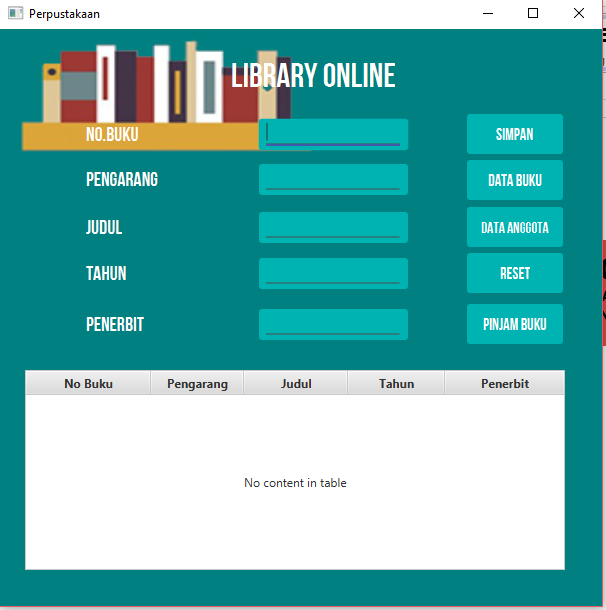 Perpustakaan
LIBRARY ONLINE
NO.BUKU
SIMPAN
PENGARANG
DATA BUKU
JUDUL
DATA ANGGOTA
TAHUN
RESET
PENERBIT
PINJAM BUKU
No Buku Pengarang Judul Tahun Penerbit
No content in table